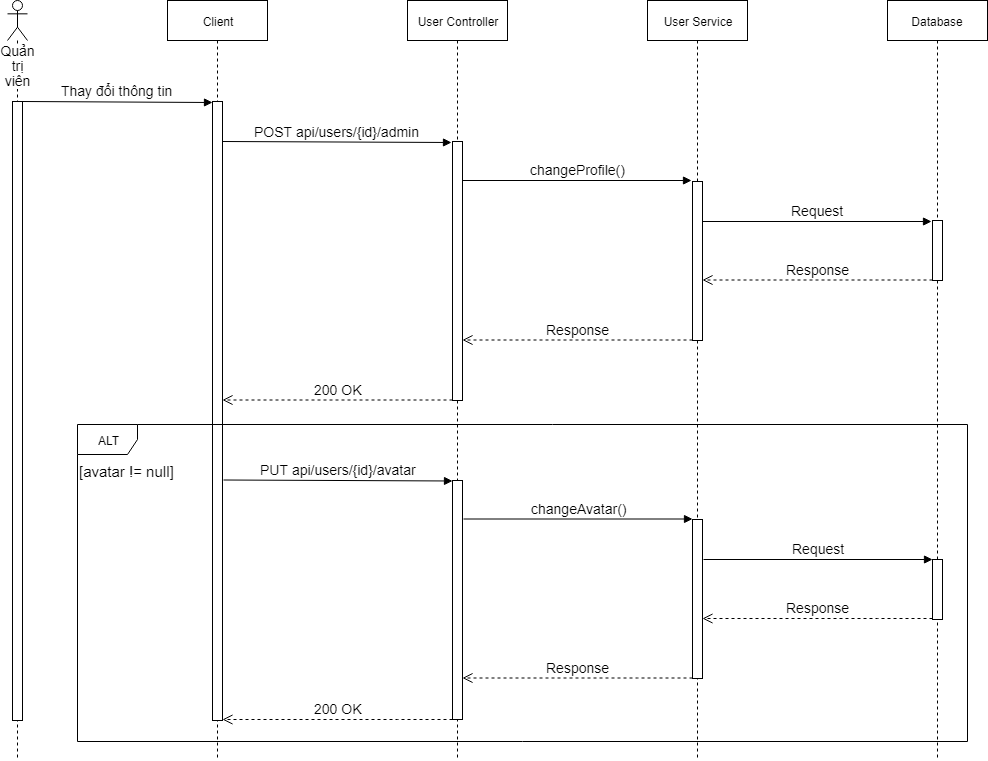 Client
User Controller
User Service
Database
Quản
trị
viên
Thay đổi thông tin
POST api/users/{id}/admin
changeProfile()
Request
Response
Response
200 OK
ALT
[avatar != null]
PUT api/users/{id}/avatar
changeAvatar()
Request
Response
Response
200 OK